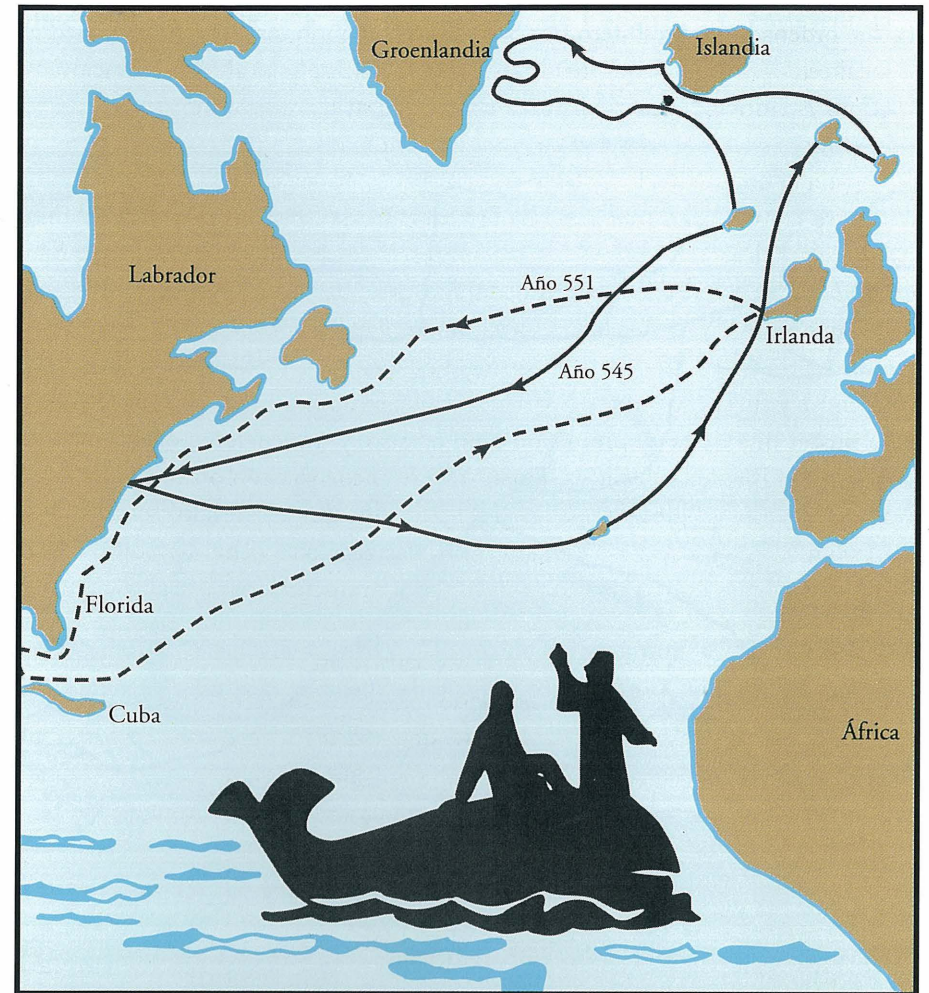 Groenlandia
Islandia
Labrador
Año 551
Irlanda
Año 545
Florida
Cuba
África